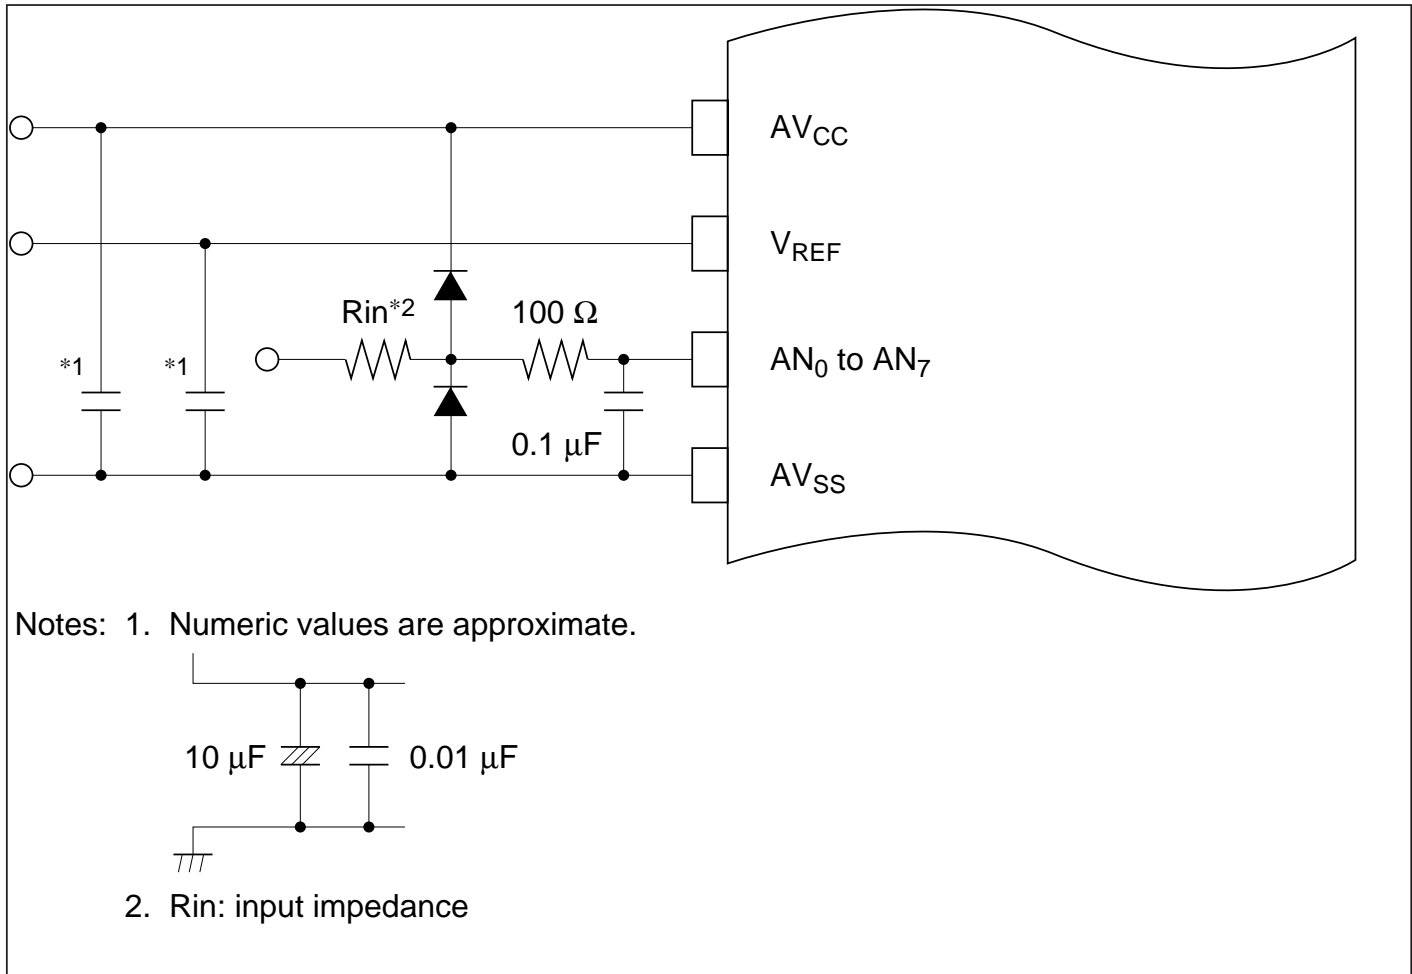 AVCC
VREF
Rin*2
100 Ω
*1
*1
AN0 to AN7
0.1 μF
AVSS
Notes: 1. Numeric values are approximate.
10 μF
0.01 μF
2. Rin: input impedance